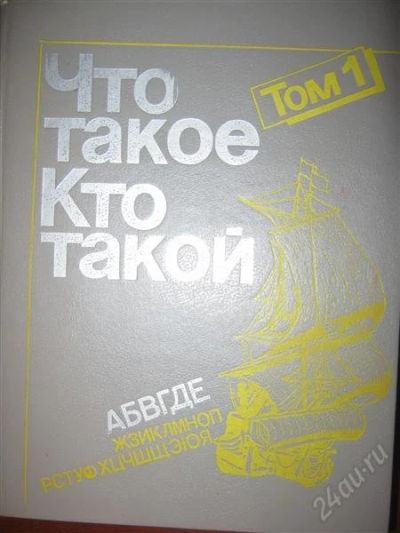 Что
такое
Том 1
Кто
такой
АБВГДЕ
ЖЗИКЛМНОП
РСТУФХЦЧШЩЭЮЯ
24au.ru